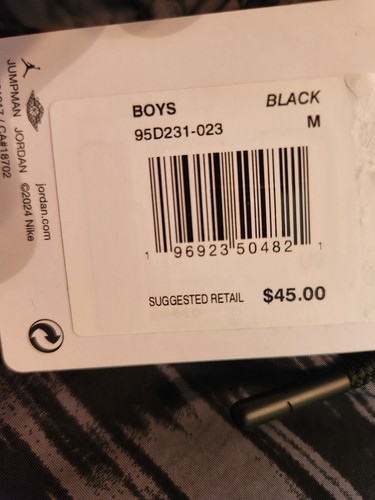 BOYS
BLACK
95D231-023
M
1 96923 50482 1
SUGGESTED RETAIL $45.00
JUMPMAN JORDAN
jordan.com
©2024 Nike
CA#18702